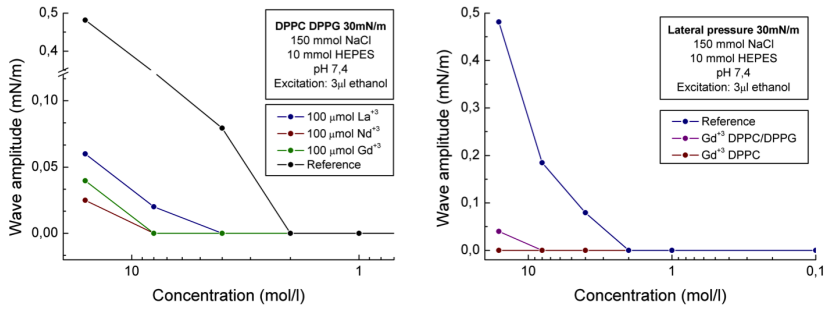 DPPC DPPG 30mN/m
150 mmol NaCl
10 mmol HEPES
pH 7,4
Excitation: 3µl ethanol
100 µmol La+3
100 µmol Nd+3
100 µmol Gd+3
Reference
0,5
0,4
0,10
0,05
0,00
Wave amplitude (mN/m)
10
1
Concentration (mol/l)
Lateral pressure 30mN/m
150 mmol NaCl
10 mmol HEPES
pH 7,4
Excitation: 3µl ethanol
Reference
Gd+3 DPPC/DPPG
Gd+3 DPPC
0,5
0,4
0,3
0,2
0,1
0,0
Wave amplitude (mN/m)
10
1
0,1
Concentration (mol/l)